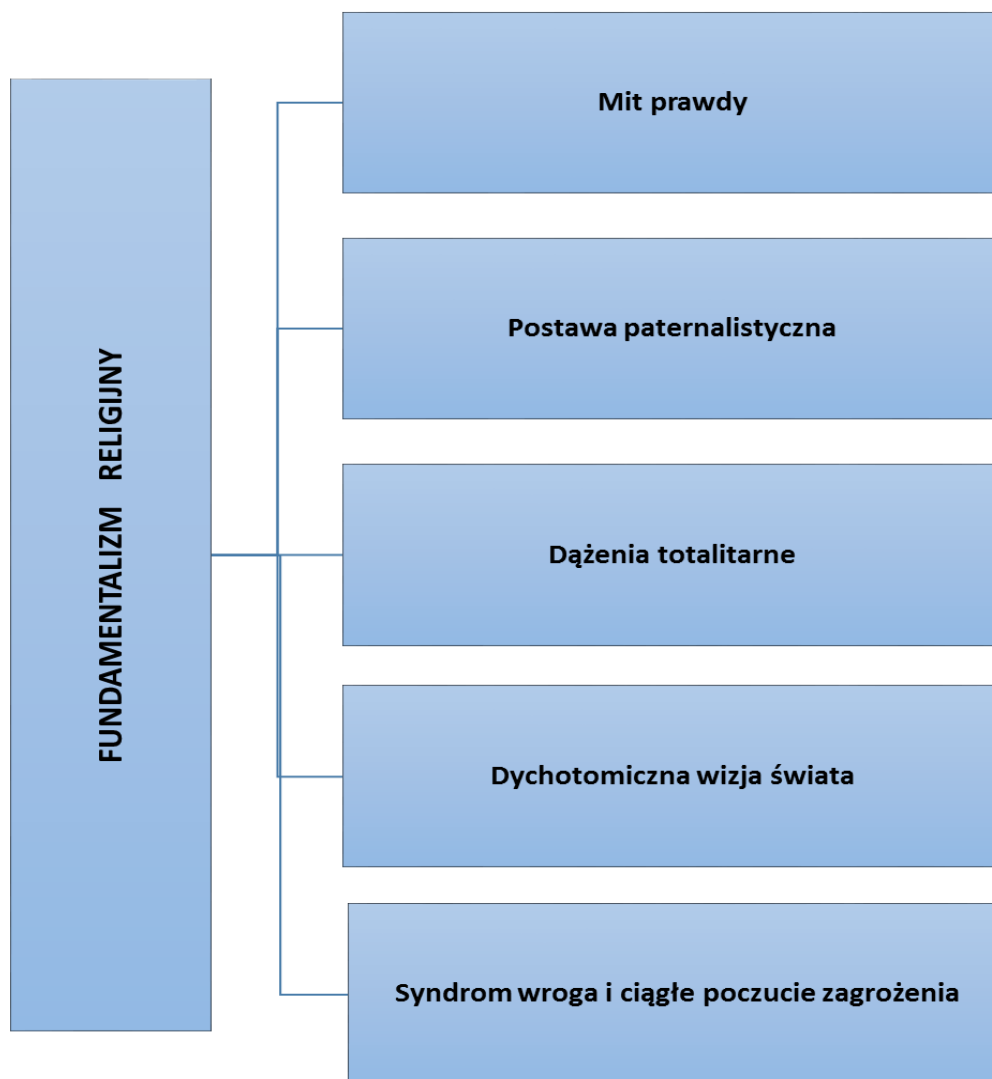 FUNDAMENTALIZM RELIGIJNY
Mit prawdy
Postawa paternalistyczna
Dążenia totalitarne
Dychotomiczna wizja świata
Syndrom wroga i ciągłe poczucie zagrożenia